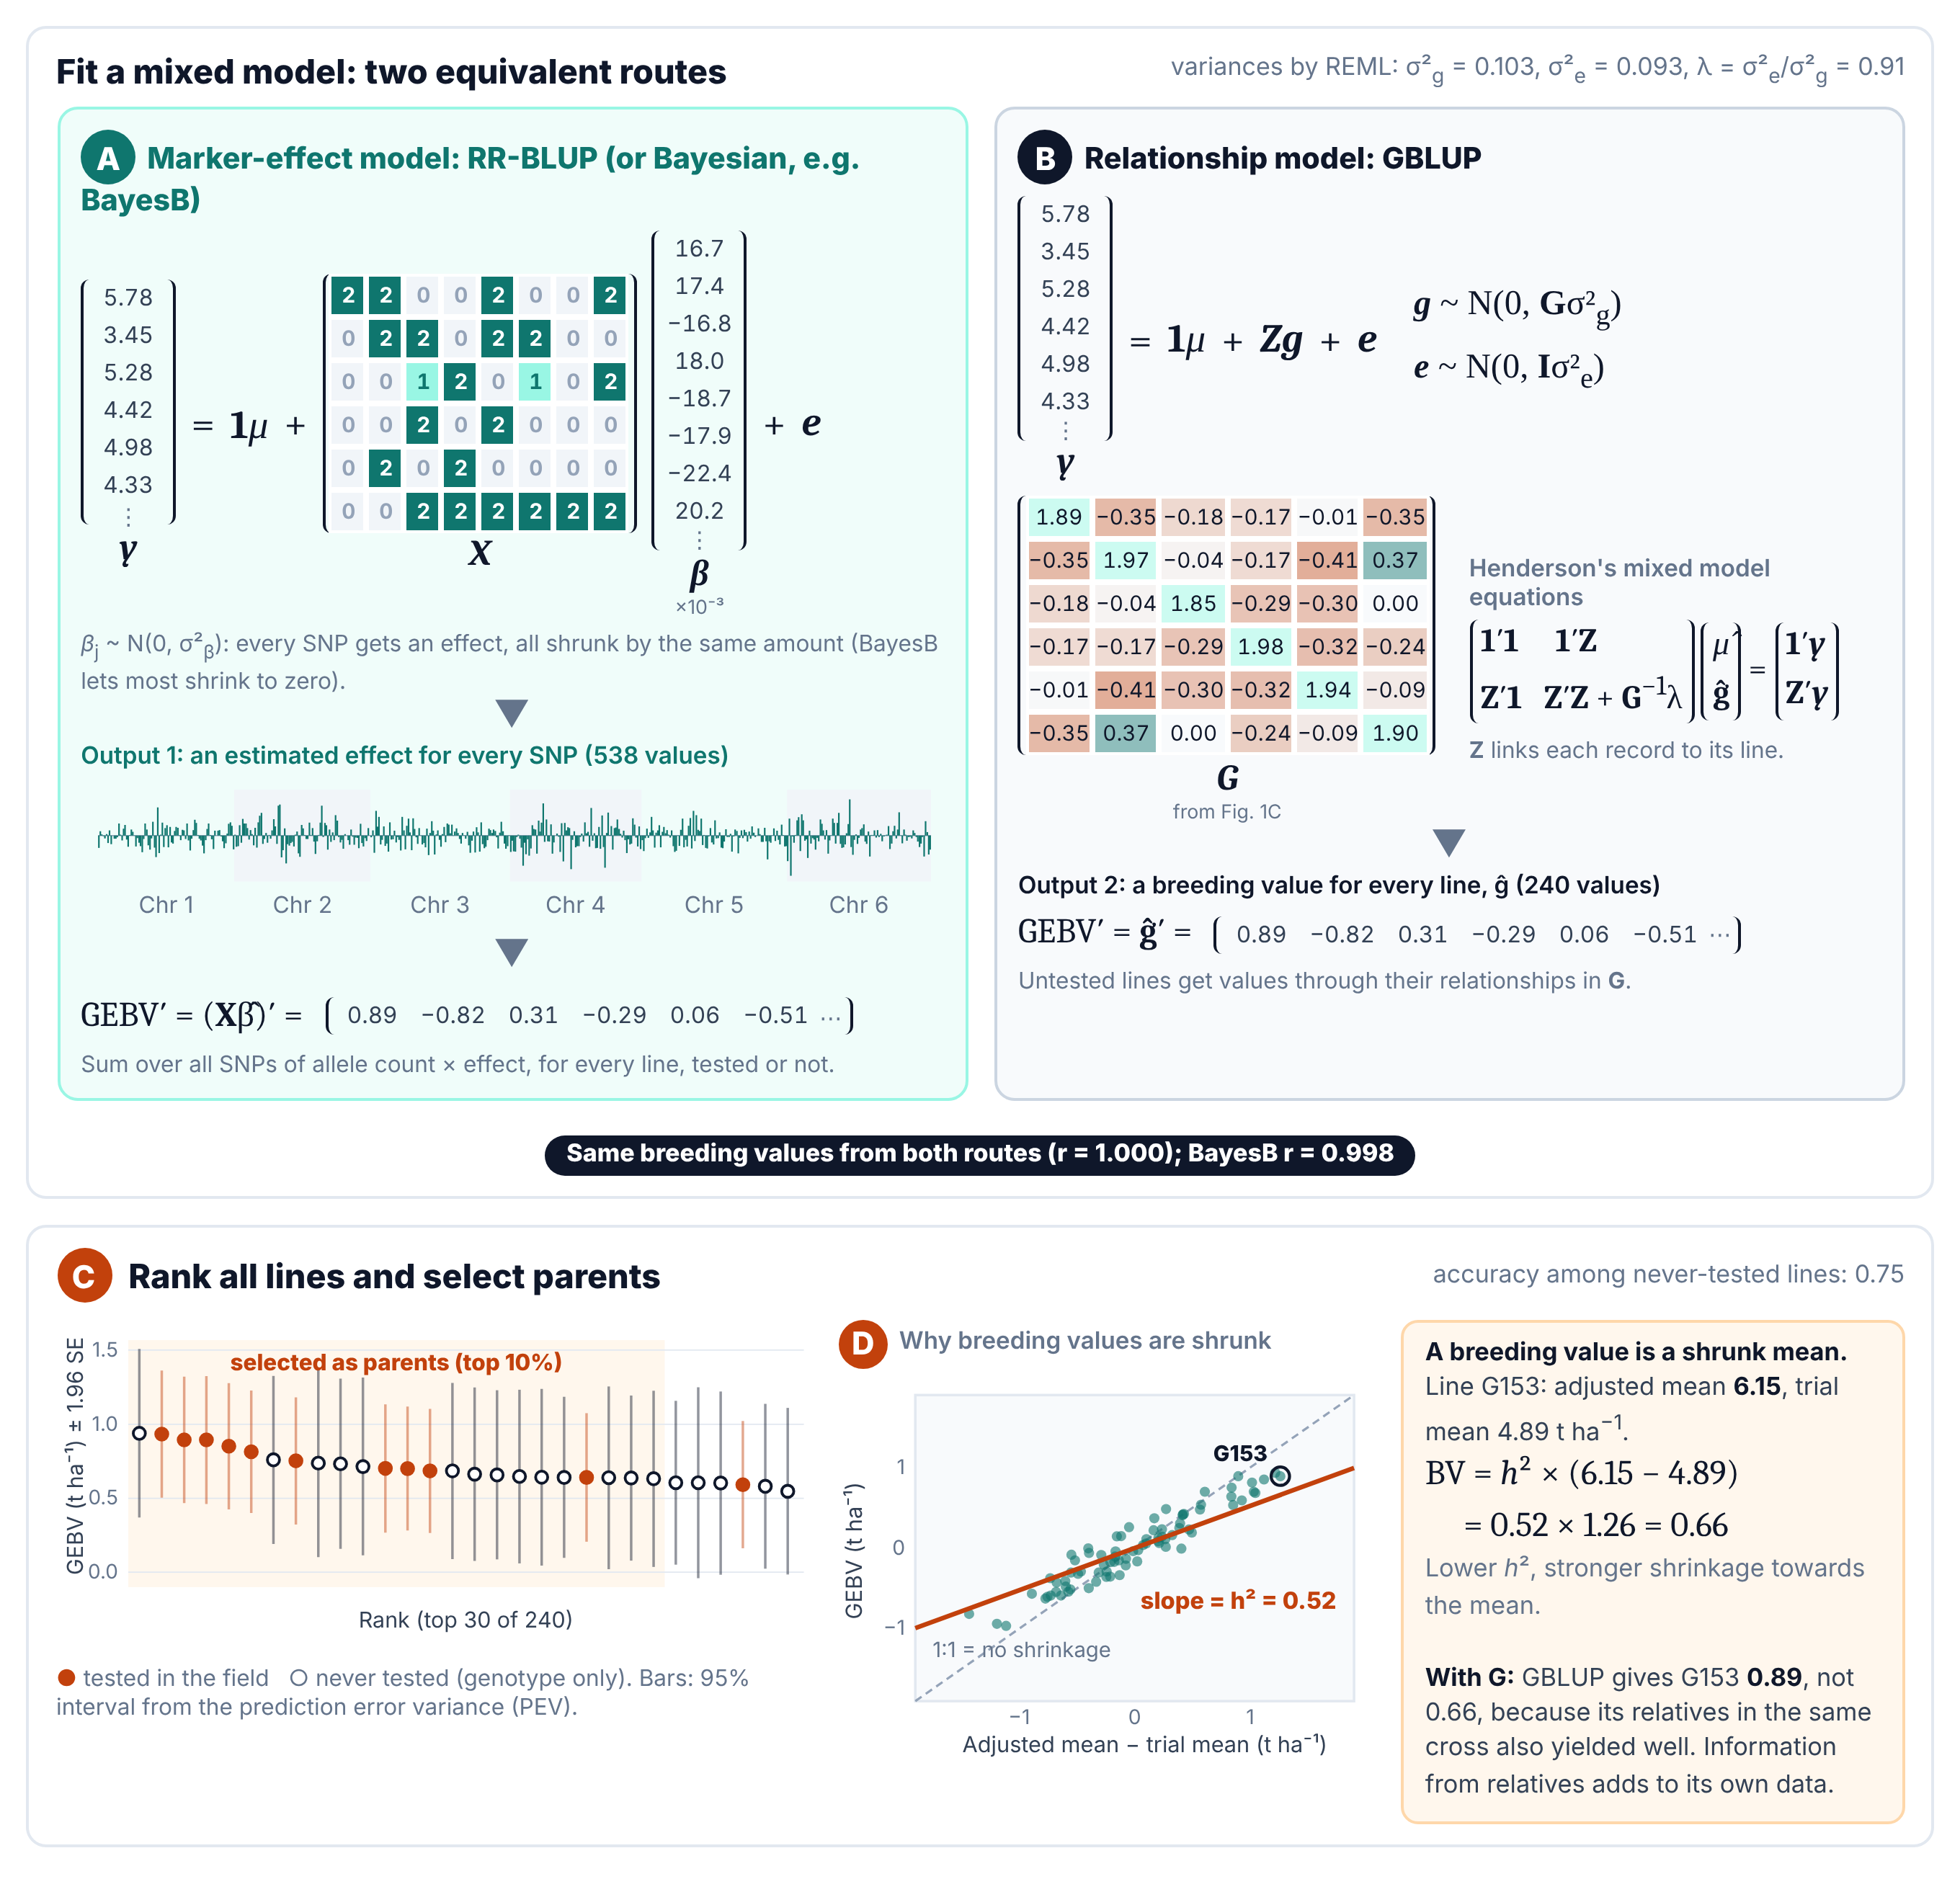 Fit a mixed model: two equivalent routes
variances by REML: σ²g = 0.103, σ²e = 0.093, λ = σ²e/σ²g = 0.91
A Marker-effect model: RR-BLUP (or Bayesian, e.g.
BayesB)
5.78
3.45
5.28
4.42
4.98
4.33
⋮
y
= 1μ +
2 2 0 0 2 0 0 2
0 2 2 0 2 2 0 0
0 0 1 2 0 1 0 2
0 0 2 0 2 0 0 0
0 2 0 2 0 0 0 0
0 0 2 2 2 2 2 2
X
16.7
17.4
−16.8
18.0
−18.7
−17.9
−22.4
20.2
⋮
β
×10⁻³
+ e
βj ~ N(0, σ²β): every SNP gets an effect, all shrunk by the same amount (BayesB
lets most shrink to zero).
Output 1: an estimated effect for every SNP (538 values)
Chr 1 Chr 2 Chr 3 Chr 4 Chr 5 Chr 6
GEBV′ = (Xβ̂)′ = ( 0.89 −0.82 0.31 −0.29 0.06 −0.51 ⋯ )
Sum over all SNPs of allele count × effect, for every line, tested or not.
B Relationship model: GBLUP
5.78
3.45
5.28
4.42
4.98
4.33
⋮
y
= 1μ + Zg + e
g ~ N(0, Gσ²g)
e ~ N(0, Iσ²e)
1.89 −0.35 −0.18 −0.17 −0.01 −0.35
−0.35 1.97 −0.04 −0.17 −0.41 0.37
−0.18 −0.04 1.85 −0.29 −0.30 0.00
−0.17 −0.17 −0.29 1.98 −0.32 −0.24
−0.01 −0.41 −0.30 −0.32 1.94 −0.09
−0.35 0.37 0.00 −0.24 −0.09 1.90
G
from Fig. 1C
Henderson's mixed model
equations
1′1 1′Z μ̂ = 1′y
Z′1 Z′Z + G⁻¹λ ĝ Z′y
Z links each record to its line.
Output 2: a breeding value for every line, ĝ (240 values)
GEBV′ = ĝ′ = ( 0.89 −0.82 0.31 −0.29 0.06 −0.51 ⋯ )
Untested lines get values through their relationships in G.
Same breeding values from both routes (r = 1.000); BayesB r = 0.998
C Rank all lines and select parents
accuracy among never-tested lines: 0.75
GEBV (t ha⁻¹) ± 1.96 SE
1.5
1.0
0.5
0.0
selected as parents (top 10%)
Rank (top 30 of 240)
tested in the field never tested (genotype only). Bars: 95%
interval from the prediction error variance (PEV).
D Why breeding values are shrunk
GEBV (t ha⁻¹)
1
0
−1
G153
slope = h² = 0.52
1:1 = no shrinkage
−1 0 1
Adjusted mean − trial mean (t ha⁻¹)
A breeding value is a shrunk mean.
Line G153: adjusted mean 6.15, trial
mean 4.89 t ha⁻¹.
BV = h² × (6.15 − 4.89)
= 0.52 × 1.26 = 0.66
Lower h², stronger shrinkage towards
the mean.
With G: GBLUP gives G153 0.89, not
0.66, because its relatives in the same
cross also yielded well. Information
from relatives adds to its own data.